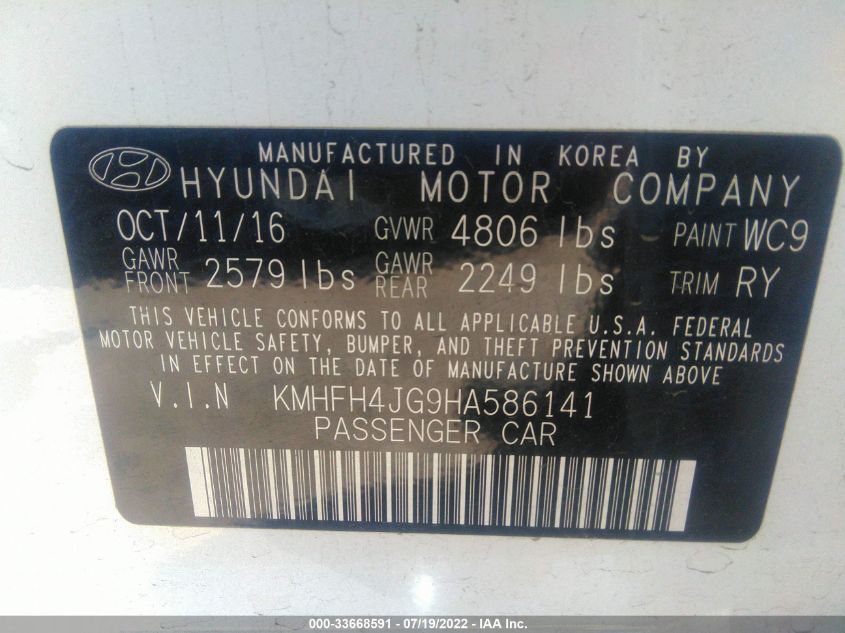 MANUFACTURED IN KOREA BY
HYUNDAI MOTOR COMPANY
OCT/11/16 GVWR 4806 lbs PAINT WC9
GAWR FRONT 2579 lbs GAWR REAR 2249 lbs TRIM RY
THIS VEHICLE CONFORMS TO ALL APPLICABLE U.S.A. FEDERAL
MOTOR VEHICLE SAFETY, BUMPER, AND THEFT PREVENTION STANDARDS
IN EFFECT ON THE DATE OF MANUFACTURE SHOWN ABOVE
V.I.N KMHFH4JG9HA586141
PASSENGER CAR
000-33668591 - 07/19/2022 - IAA Inc.